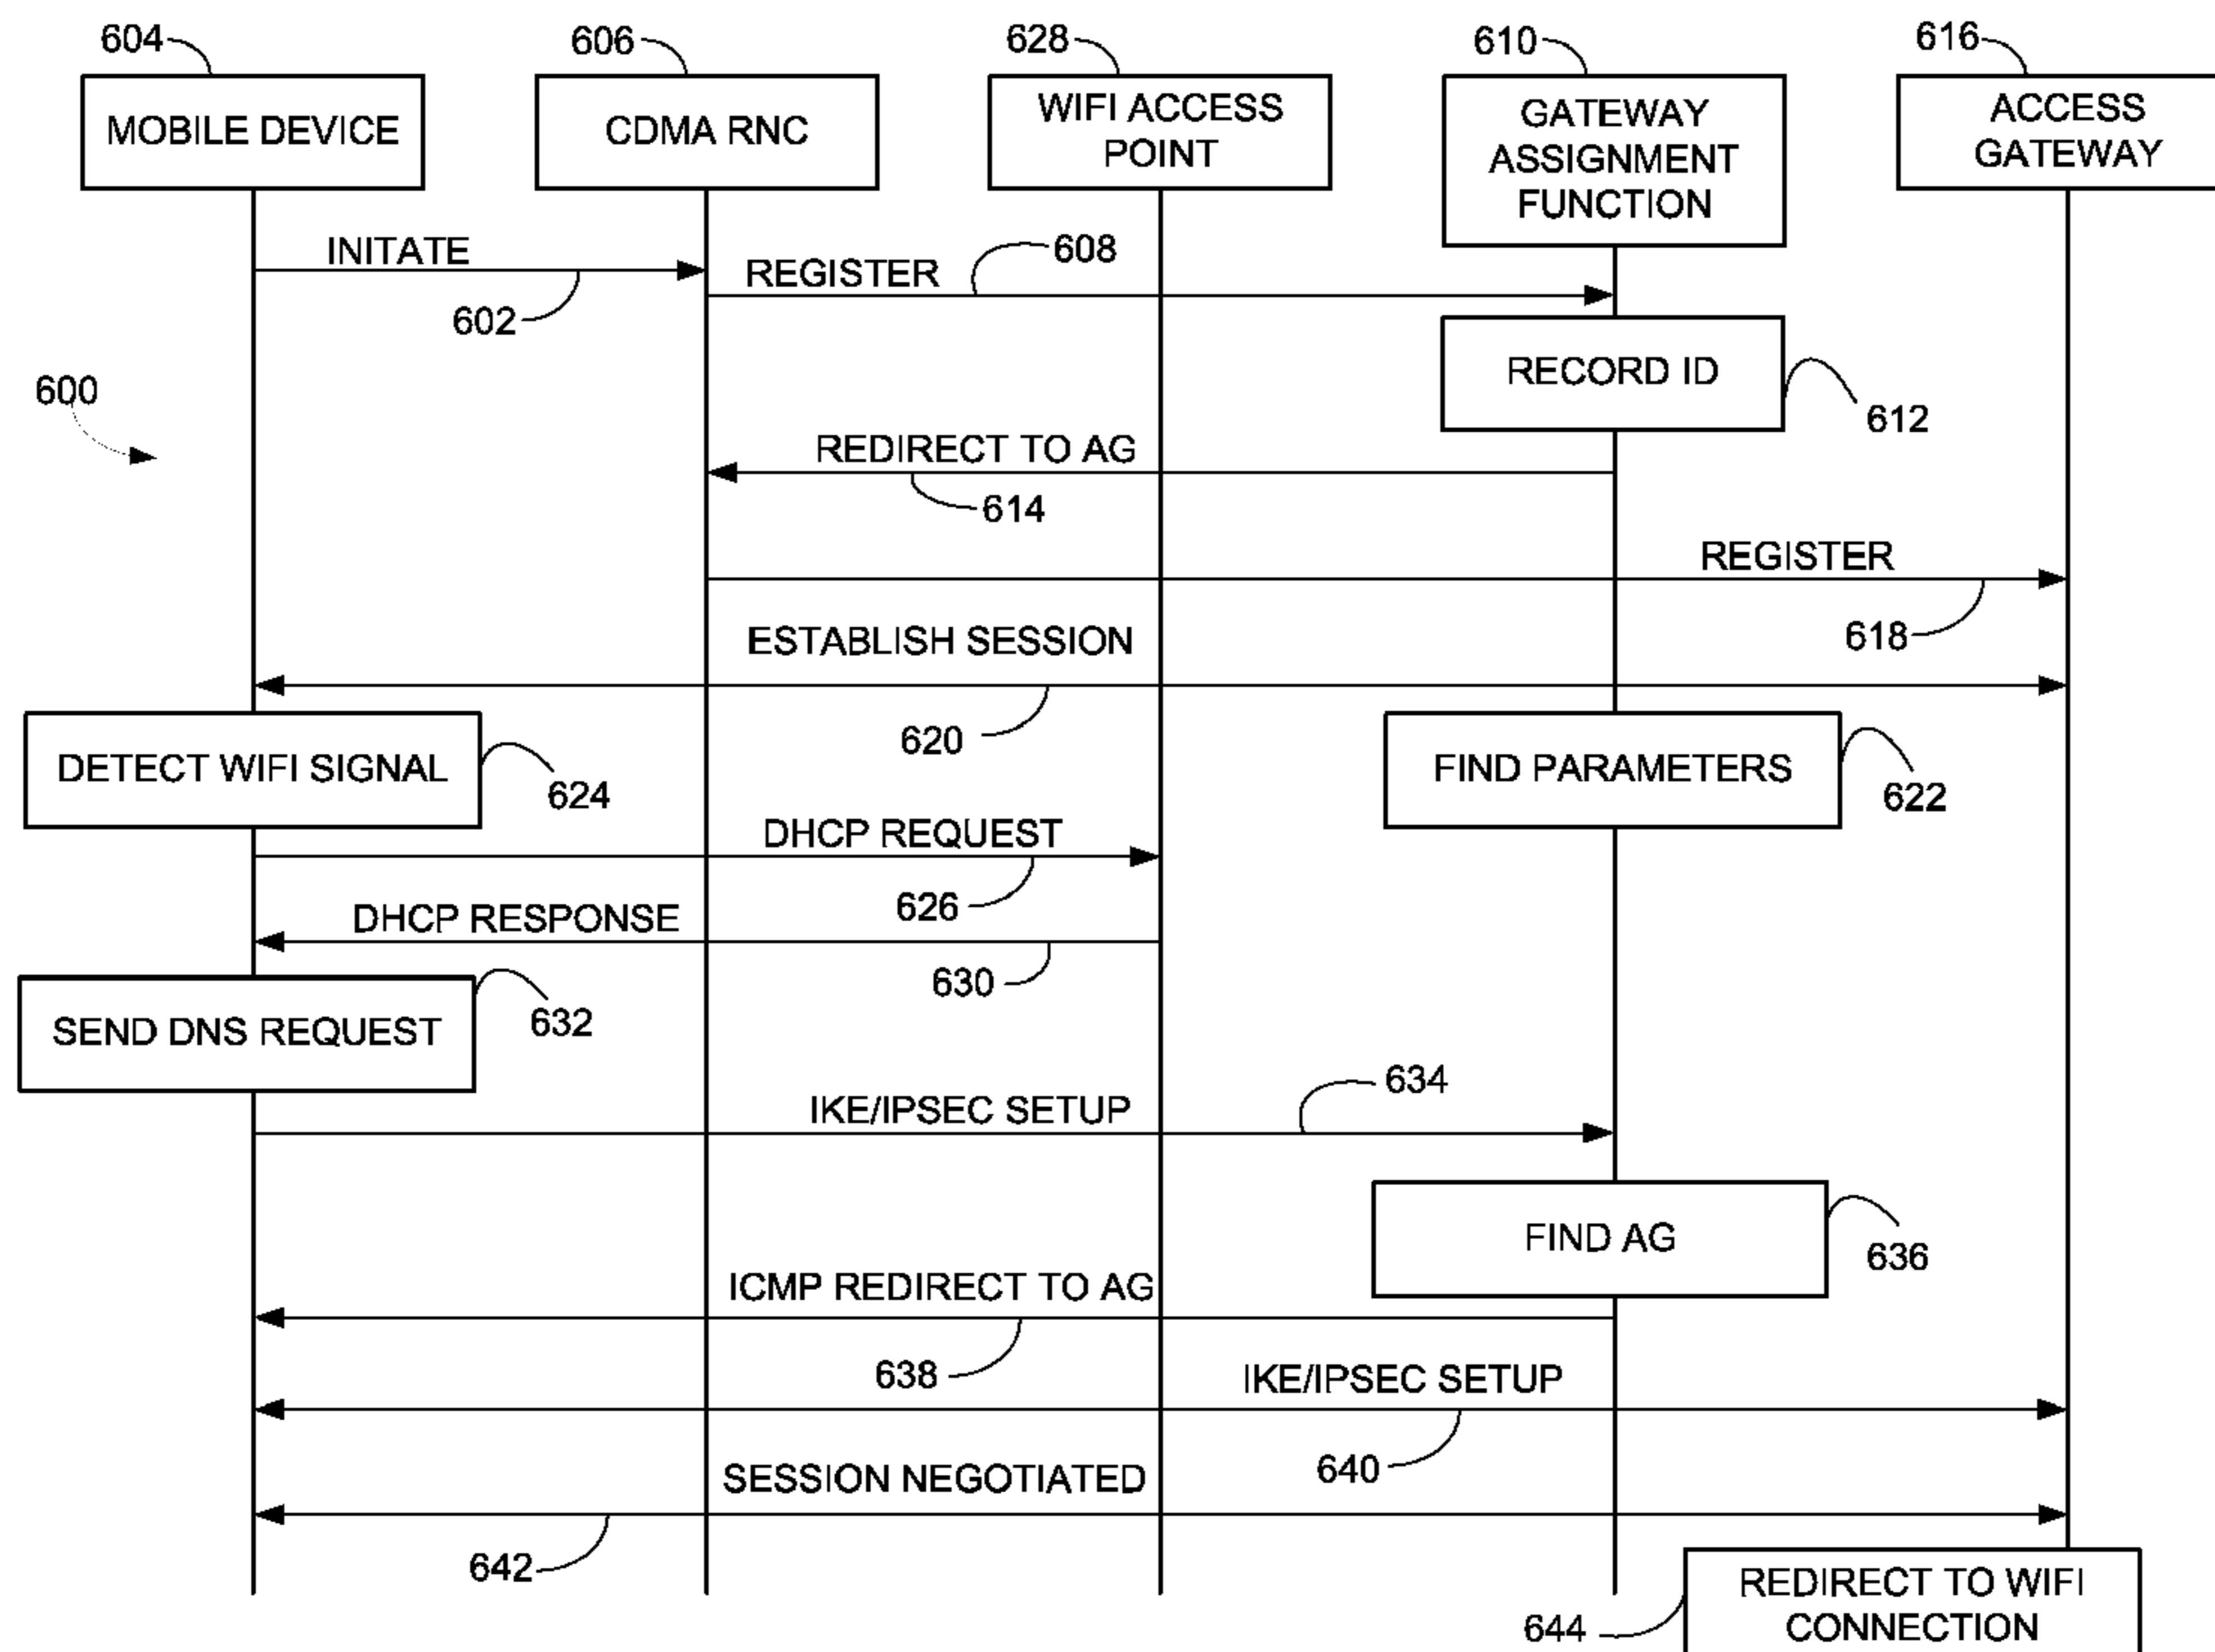 604
606
628
610
616
MOBILE DEVICE
CDMA RNC
WIFI ACCESS
POINT
GATEWAY
ASSIGNMENT
FUNCTION
ACCESS
GATEWAY
INITATE
602
REGISTER
608
RECORD ID
612
600
REDIRECT TO AG
614
REGISTER
618
ESTABLISH SESSION
620
DETECT WIFI SIGNAL
624
FIND PARAMETERS
622
DHCP REQUEST
626
DHCP RESPONSE
630
SEND DNS REQUEST
632
IKE/IPSEC SETUP
634
FIND AG
636
ICMP REDIRECT TO AG
638
IKE/IPSEC SETUP
640
SESSION NEGOTIATED
642
REDIRECT TO WIFI
CONNECTION
644